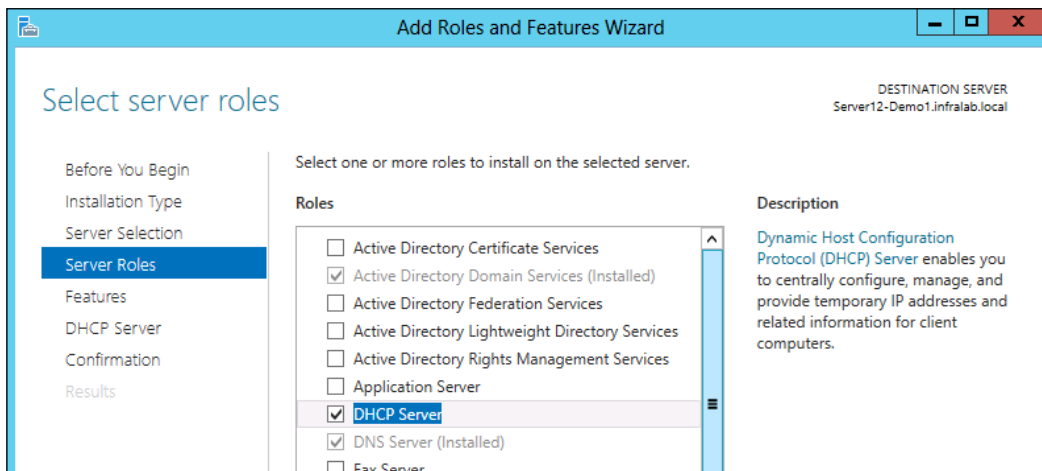 Add Roles and Features Wizard
Select server roles
DESTINATION SERVER
Server12-Demo1.infralab.local
Before You Begin
Installation Type
Server Selection
Server Roles
Features
DHCP Server
Confirmation
Results
Select one or more roles to install on the selected server.
Roles
Active Directory Certificate Services
Active Directory Domain Services (Installed)
Active Directory Federation Services
Active Directory Lightweight Directory Services
Active Directory Rights Management Services
Application Server
DHCP Server
DNS Server (Installed)
Fax Server
Description
Dynamic Host Configuration
Protocol (DHCP) Server enables you
to centrally configure, manage, and
provide temporary IP addresses and
related information for client
computers.